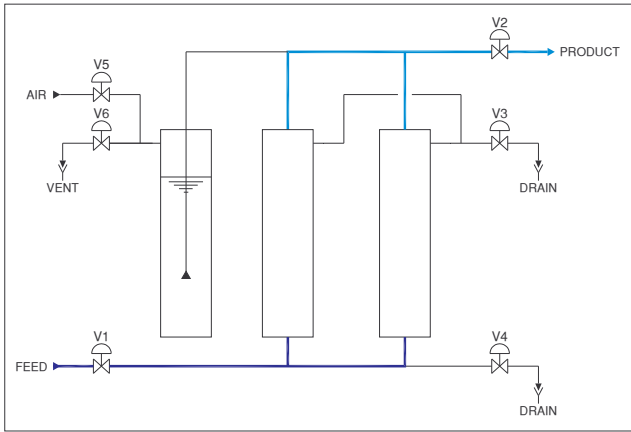 V2
PRODUCT
V5
AIR
V6
V3
VENT
DRAIN
V1
V4
FEED
DRAIN